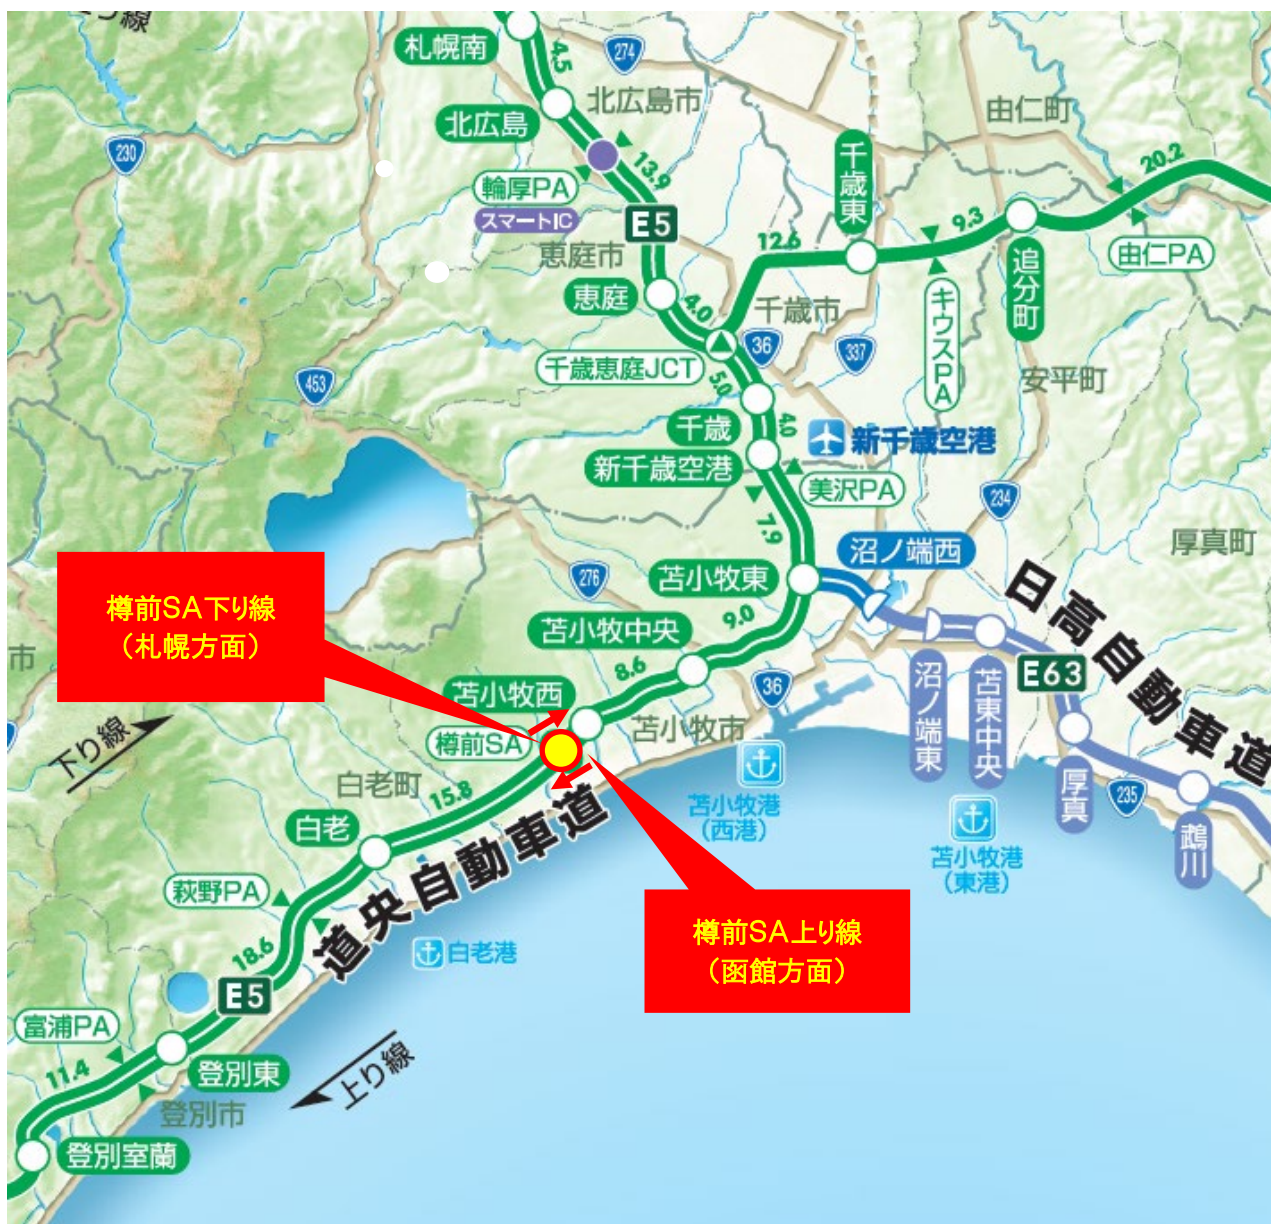 り線
札幌南
4.5
274
北広島市
北広島
由仁町
230
13.9
千歳東
20.2
輪厚PA
スマートIC
E5
9.3
12.6
恵庭市
追分町
由仁PA
恵庭
4.0
千歳市
キウスPA
36
337
千歳恵庭JCT
5.0
453
安平町
千歳
4.0
新千歳空港
新千歳空港
美沢PA
234
7.9
沼ノ端西
厚真町
276
苫小牧東
樽前SA下り線
（札幌方面）
9.0
苫小牧中央
日高自動車道
市
8.6
E63
36
苫小牧西
沼ノ端東
苫東中央
苫小牧市
樽前SA
下り線
白老町
15.8
厚真
235
苫小牧港
（西港）
鵡川
白老
苫小牧港
（東港）
道央自動車道
萩野PA
樽前SA上り線
（函館方面）
18.6
白老港
E5
富浦PA
11.4
登別東
上り線
登別市
登別室蘭